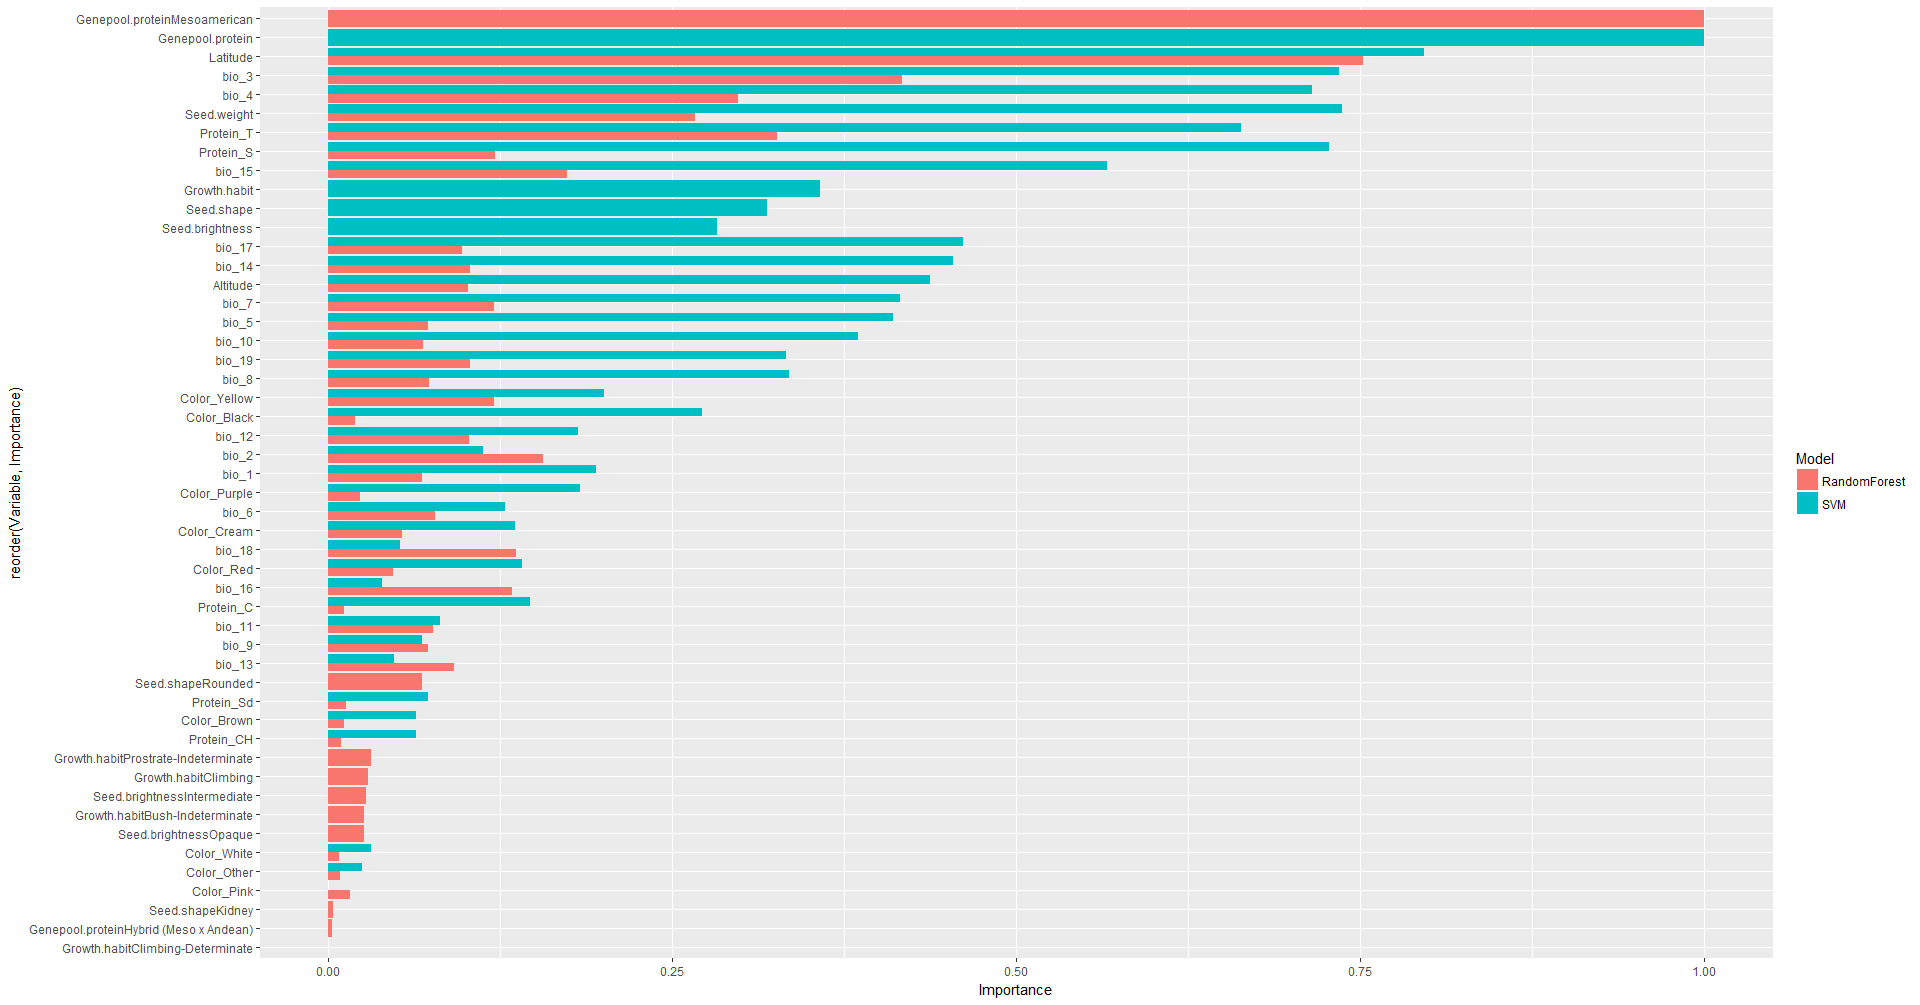 reorder(Variable, Importance)
Genepool.proteinMesoamerican
Genepool.protein
Latitude
bio_3
bio_4
Seed.weight
Protein_T
Protein_S
bio_15
Growth.habit
Seed.shape
Seed.brightness
bio_17
bio_14
Altitude
bio_7
bio_5
bio_10
bio_19
bio_8
Color_Yellow
Color_Black
bio_12
bio_2
bio_1
Color_Purple
bio_6
Color_Cream
bio_18
Color_Red
bio_16
Protein_C
bio_11
bio_9
bio_13
Seed.shapeRounded
Protein_Sd
Color_Brown
Protein_CH
Growth.habitProstrate-Indeterminate
Growth.habitClimbing
Seed.brightnessIntermediate
Growth.habitBush-Indeterminate
Seed.brightnessOpaque
Color_White
Color_Other
Color_Pink
Seed.shapeKidney
Genepool.proteinHybrid (Meso x Andean)
Growth.habitClimbing-Determinate
0.00 0.25 0.50 0.75 1.00
Importance
Model
RandomForest
SVM